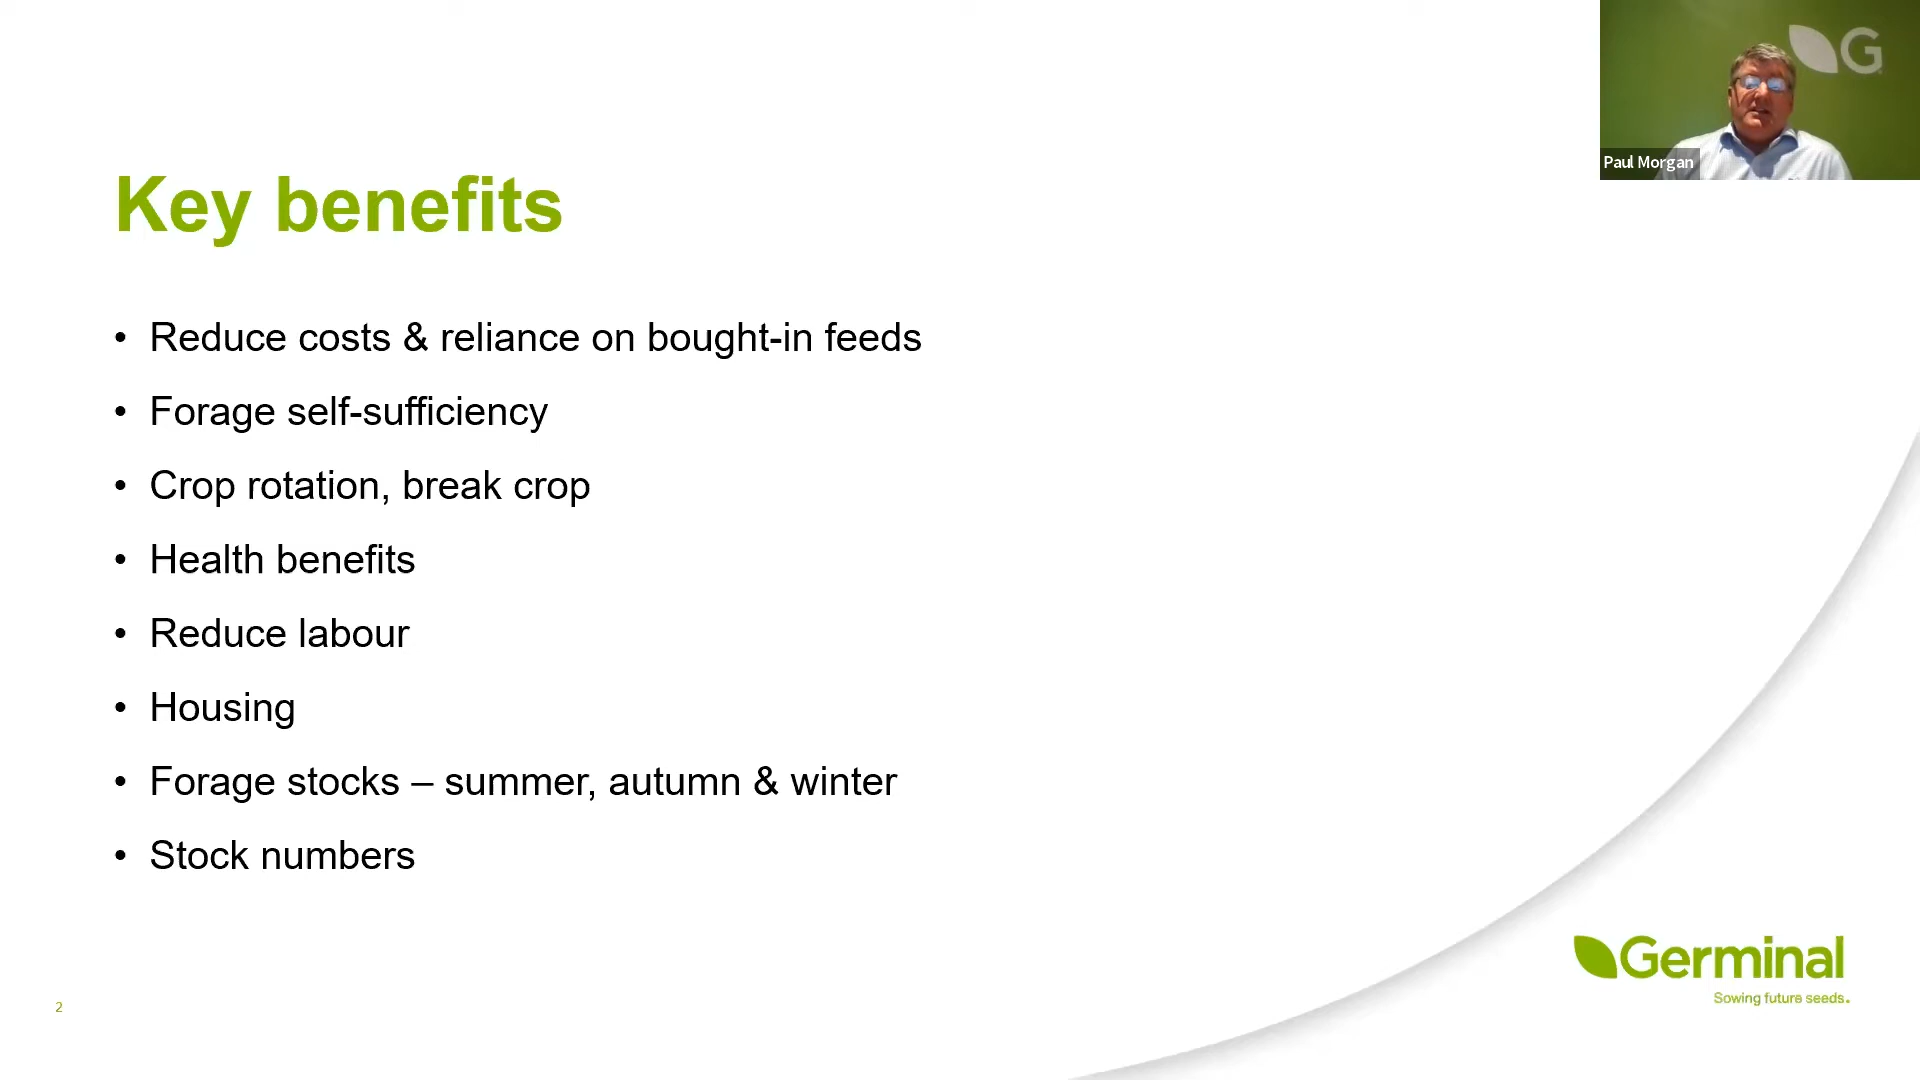 G
Paul Morgan
Key benefits
• Reduce costs & reliance on bought-in feeds
• Forage self-sufficiency
• Crop rotation, break crop
• Health benefits
• Reduce labour
• Housing
• Forage stocks – summer, autumn & winter
• Stock numbers
Germinal
Sowing future seeds.
2